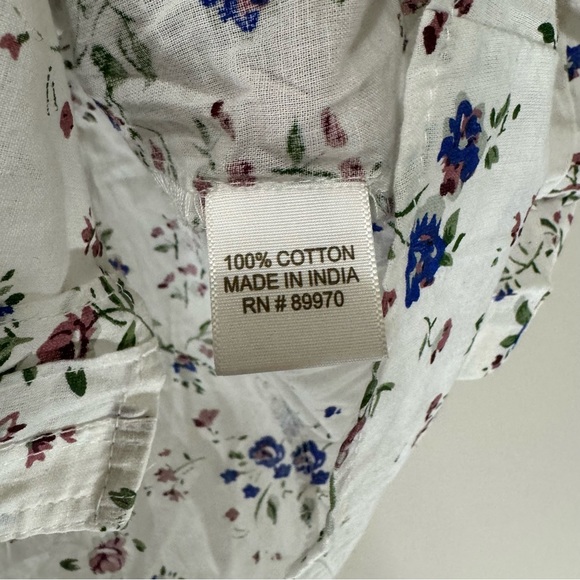 100% COTTON
MADE IN INDIA
RN # 89970